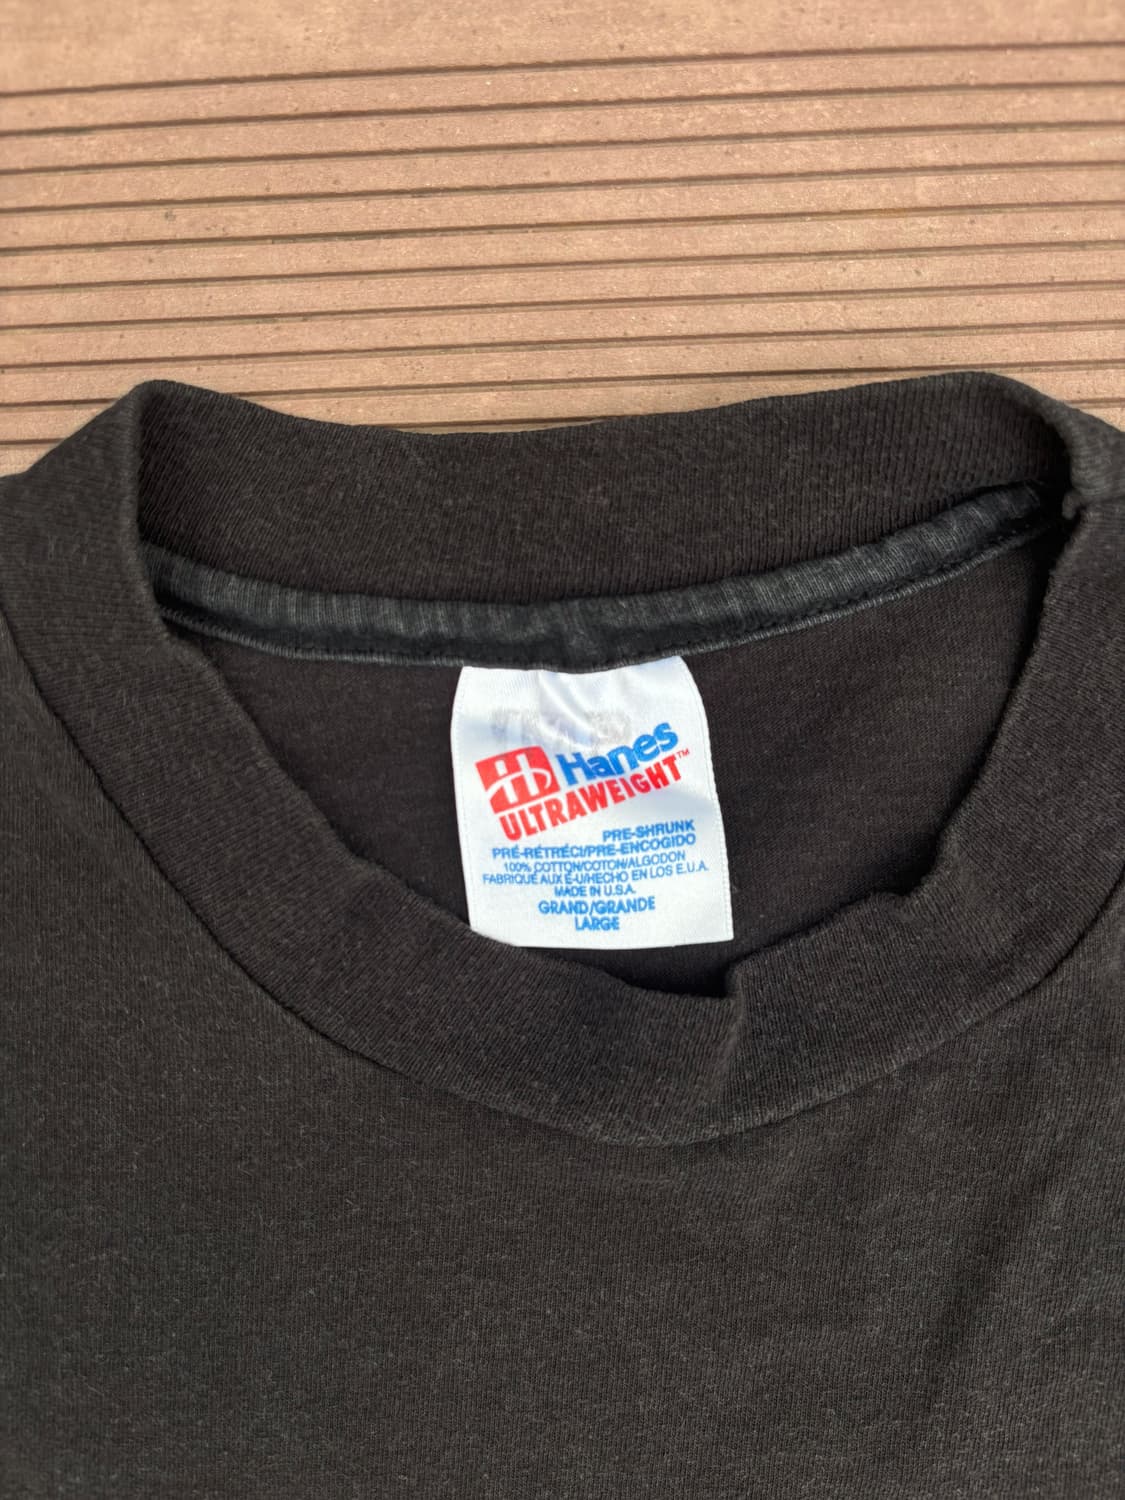 Hanes
ULTRAWEIGHT™
PRE-SHRUNK
PRÉ-RÉTRÉCI/PRE-ENCOGIDO
100% COTTON/COTON/ALGODON
FABRIQUÉ AUX É-U/HECHO EN LOS E.U.A.
MADE IN U.S.A.
GRAND/GRANDE
LARGE